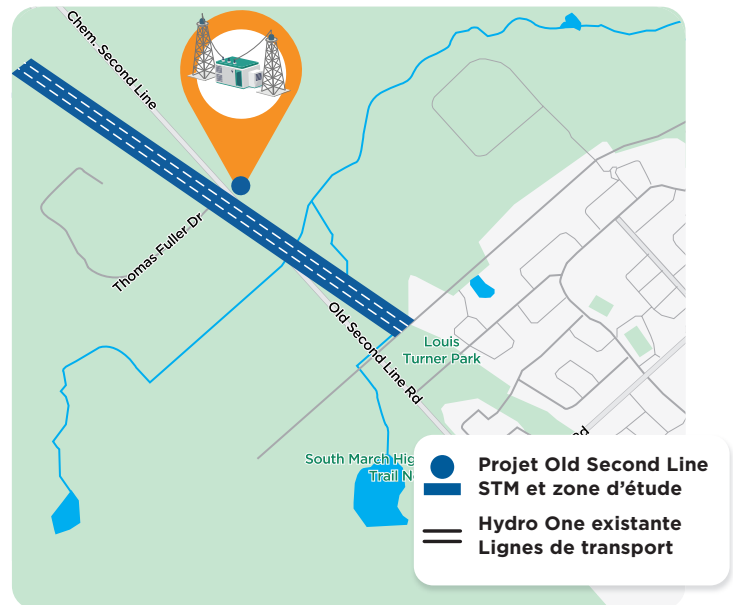 Chem. Second Line
Thomas Fuller Dr
Old Second Line Rd
Louis
Turner Park
South March Hig
Trail N
Projet Old Second Line
STM et zone d'étude
Hydro One existante
Lignes de transport